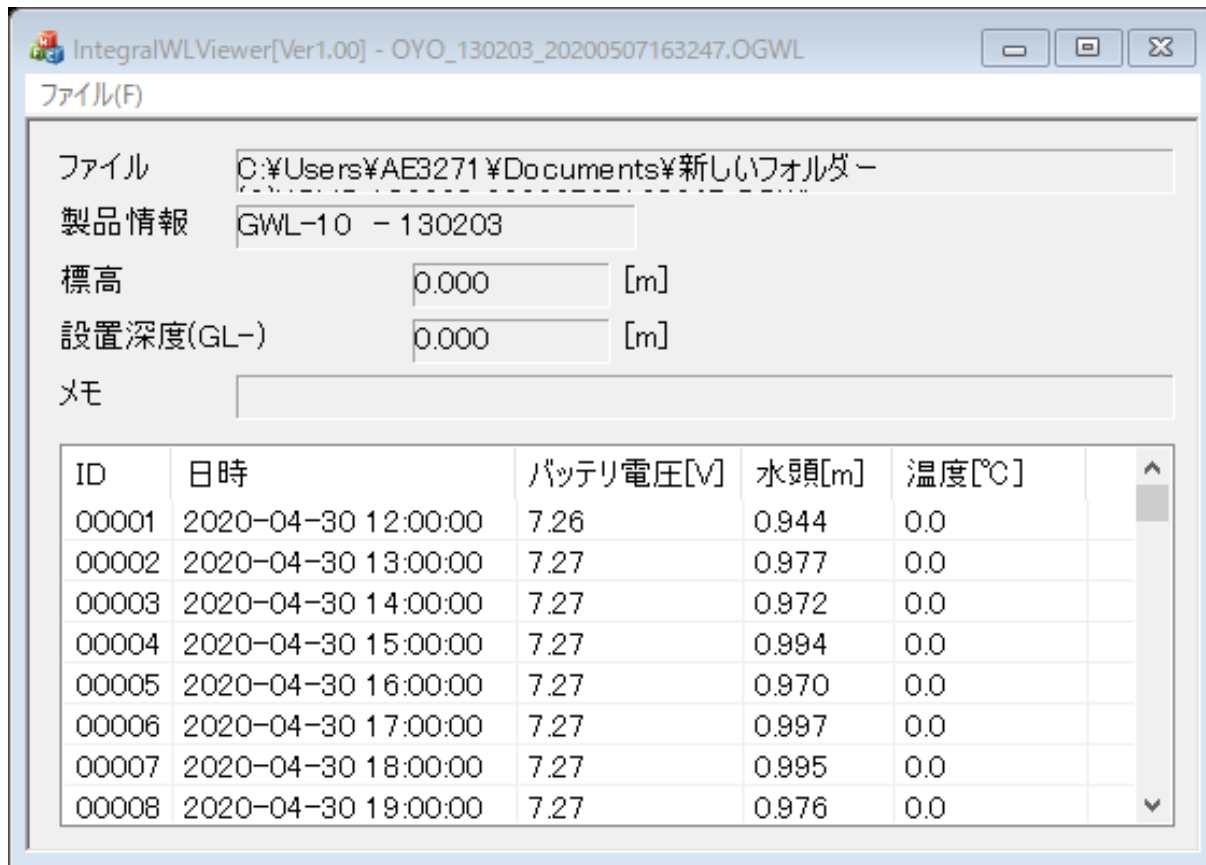 IntegralWLViewer[Ver1.00] - OYO_130203_20200507163247.OGWL
ファイル(F)
ファイル C:¥Users¥AE3271¥Documents¥新しいフォルダー
製品情報 GWL-10 -130203
標高 0.000 [m]
設置深度(GL-) 0.000 [m]
メモ
ID 日時 バッテリ電圧[V] 水頭[m] 温度[℃]
00001 2020-04-30 12:00:00 7.26 0.944 0.0
00002 2020-04-30 13:00:00 7.27 0.977 0.0
00003 2020-04-30 14:00:00 7.27 0.972 0.0
00004 2020-04-30 15:00:00 7.27 0.994 0.0
00005 2020-04-30 16:00:00 7.27 0.970 0.0
00006 2020-04-30 17:00:00 7.27 0.997 0.0
00007 2020-04-30 18:00:00 7.27 0.995 0.0
00008 2020-04-30 19:00:00 7.27 0.976 0.0